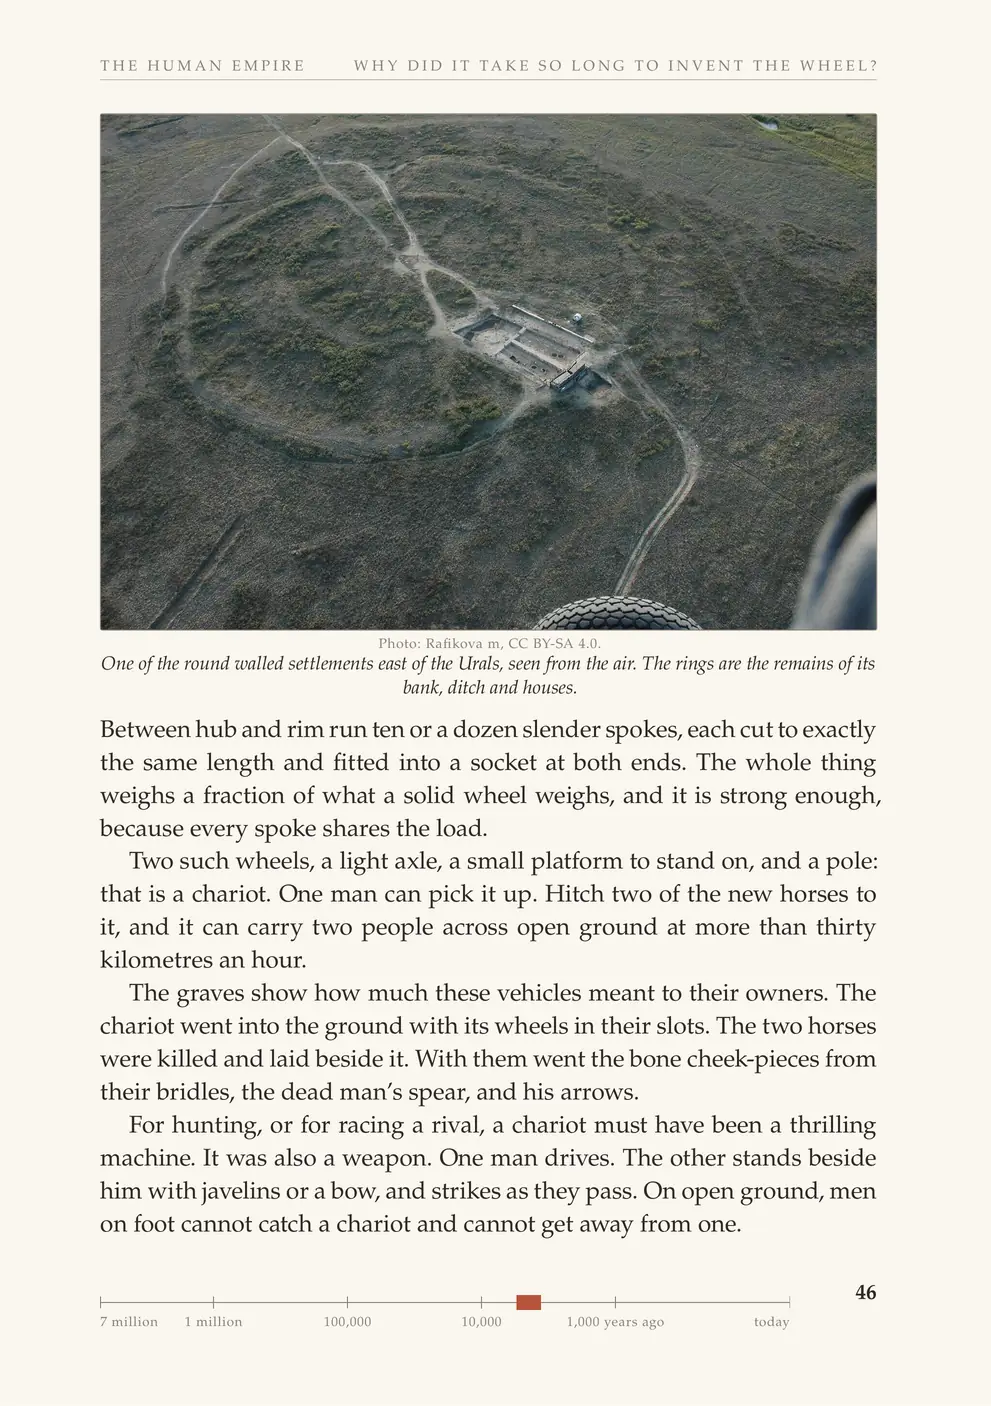 THE HUMAN EMPIRE WHY DID IT TAKE SO LONG TO INVENT THE WHEEL?
Photo: Rafikova m, CC BY-SA 4.0.
One of the round walled settlements east of the Urals, seen from the air. The rings are the remains of its
bank, ditch and houses.
Between hub and rim run ten or a dozen slender spokes, each cut to exactly
the same length and fitted into a socket at both ends. The whole thing
weighs a fraction of what a solid wheel weighs, and it is strong enough,
because every spoke shares the load.
Two such wheels, a light axle, a small platform to stand on, and a pole:
that is a chariot. One man can pick it up. Hitch two of the new horses to
it, and it can carry two people across open ground at more than thirty
kilometres an hour.
The graves show how much these vehicles meant to their owners. The
chariot went into the ground with its wheels in their slots. The two horses
were killed and laid beside it. With them went the bone cheek-pieces from
their bridles, the dead man’s spear, and his arrows.
For hunting, or for racing a rival, a chariot must have been a thrilling
machine. It was also a weapon. One man drives. The other stands beside
him with javelins or a bow, and strikes as they pass. On open ground, men
on foot cannot catch a chariot and cannot get away from one.
46
7 million 1 million 100,000 10,000 1,000 years ago today